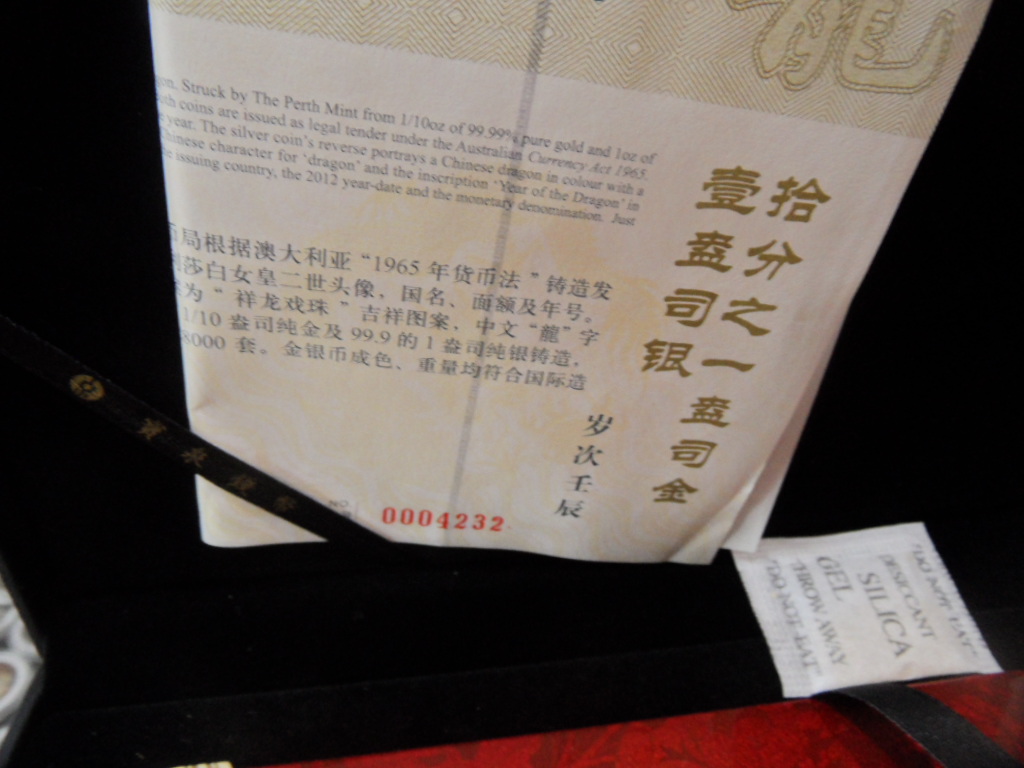 龍
on. Struck by The Perth Mint from 1/10oz of 99.99% pure gold and 1oz of
coins are issued as legal tender under the Australian Currency Act 1965.
year. The silver coin's reverse portrays a Chinese dragon in colour with a
Chinese character for 'dragon' and the inscription 'Year of the Dragon' in
issuing country, the 2012 year-date and the monetary denomination. Just
局根据澳大利亚“1965 年货币法”铸造发
莎白女皇二世头像，国名、面额及年号。
为“祥龙戏珠”吉祥图案，中文“龍”字
1/10 盎司纯金及 99.9 的 1 盎司纯银铸造，
8000 套。金银币成色、重量均符合国际造
拾分之一盎司金
壹盎司银
岁次壬辰
No. 0004232
"DO NOT EAT"
DESICCANT
SILICA
GEL
THROW AWAY
"DO NOT EAT"